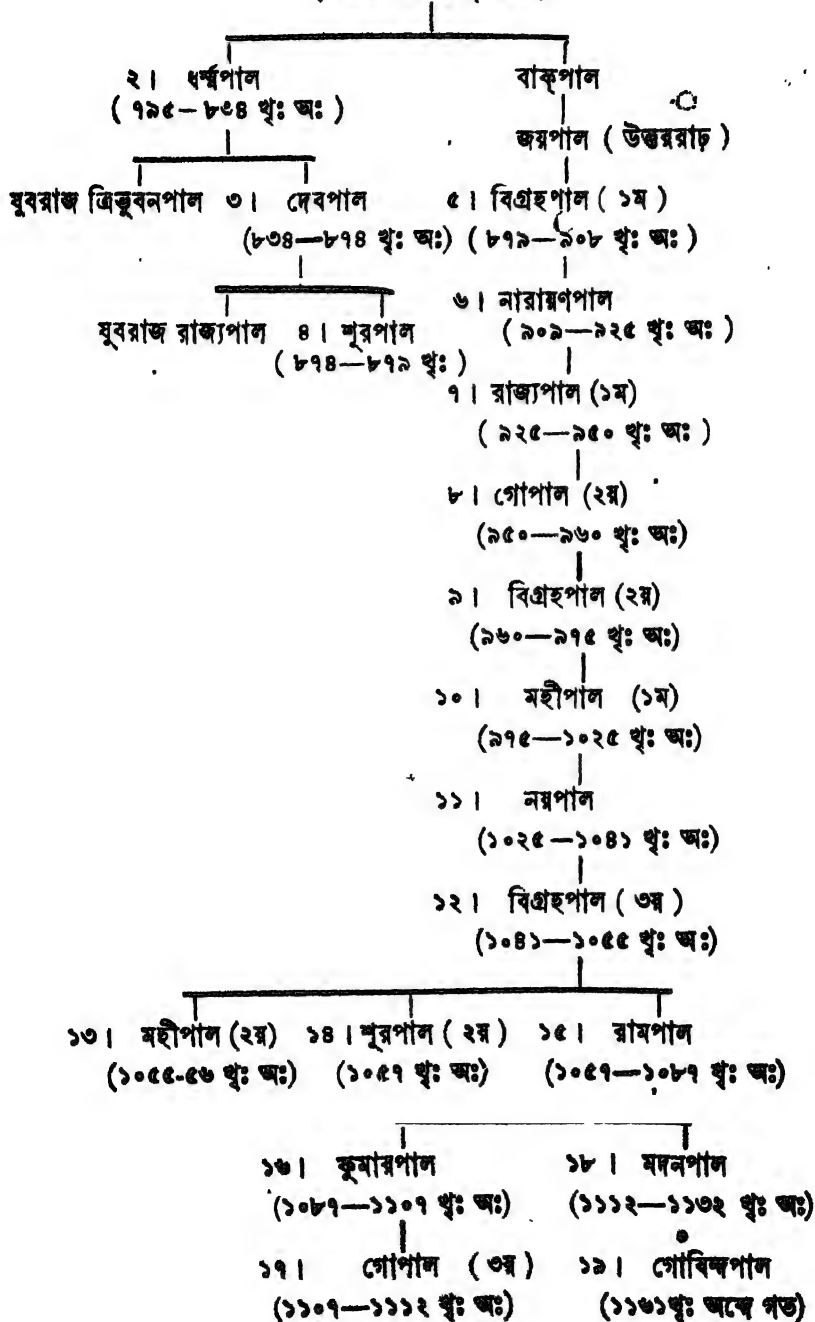 ২। ধর্ম্মপাল বাক্‌পাল
( ৭৯৫—৮৩৪ খৃঃ অঃ )
জয়পাল ( উত্তররাঢ় )
যুবরাজ ত্রিভুবনপাল ৩। দেবপাল ৫। বিগ্রহপাল ( ১ম )
(৮৩৪—৮৭৪ খৃঃ অঃ) ( ৮৭৯—৯০৮ খৃঃ অঃ )
৬। নারায়ণপাল
যুবরাজ রাজ্যপাল ৪। শূরপাল ( ৯০৯—৯২৫ খৃঃ অঃ )
( ৮৭৪—৮৭৯ খৃঃ )
৭। রাজ্যপাল (১ম)
( ৯২৫—৯৫০ খৃঃ অঃ )
৮। গোপাল (২য়)
(৯৫০—৯৬০ খৃঃ অঃ)
৯। বিগ্রহপাল (২য়)
(৯৬০—৯৭৫ খৃঃ অঃ)
১০। মহীপাল (১ম)
(৯৭৫—১০২৫ খৃঃ অঃ)
১১। নয়পাল
(১০২৫—১০৪১ খৃঃ অঃ)
১২। বিগ্রহপাল ( ৩য় )
(১০৪১—১০৫৫ খৃঃ অঃ)
১৩। মহীপাল (২য়) ১৪। শূরপাল ( ২য় ) ১৫। রামপাল
(১০৫৫-৫৬ খৃঃ অঃ) (১০৫৭ খৃঃ অঃ) (১০৫৭—১০৮৭ খৃঃ অঃ)
১৬। কুমারপাল ১৮। মদনপাল
(১০৮৭—১১০৭ খৃঃ অঃ) (১১১২—১১৩২ খৃঃ অঃ)
১৭। গোপাল ( ৩য় ) ১৯। গোবিন্দপাল
(১১০৭—১১১২ খৃঃ অঃ) (১১৬১খৃঃ অব্দে গত)